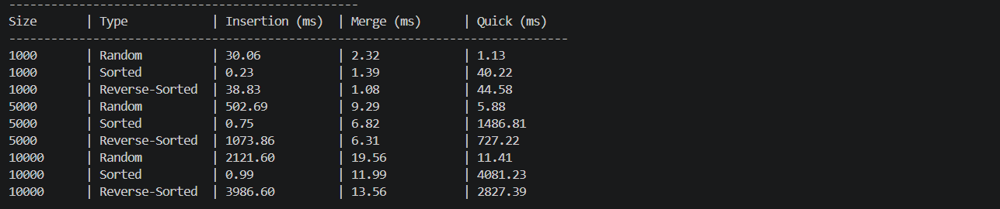 --------------------------------------------------
Size       | Type            | Insertion (ms)  | Merge (ms)      | Quick (ms)
--------------------------------------------------------------------------------
1000       | Random          | 30.06           | 2.32            | 1.13
1000       | Sorted          | 0.23            | 1.39            | 40.22
1000       | Reverse-Sorted  | 38.83           | 1.08            | 44.58
5000       | Random          | 502.69          | 9.29            | 5.88
5000       | Sorted          | 0.75            | 6.82            | 1486.81
5000       | Reverse-Sorted  | 1073.86         | 6.31            | 727.22
10000      | Random          | 2121.60         | 19.56           | 11.41
10000      | Sorted          | 0.99            | 11.99           | 4081.23
10000      | Reverse-Sorted  | 3986.60         | 13.56           | 2827.39